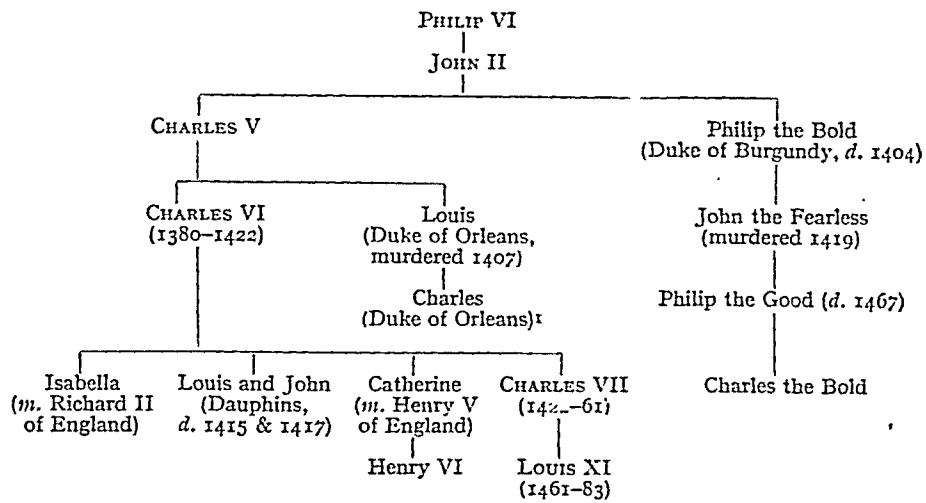 PHILIP VI
JOHN II
CHARLES V
Philip the Bold
(Duke of Burgundy, d. 1404)
CHARLES VI
(1380–1422)
Louis
(Duke of Orleans,
murdered 1407)
John the Fearless
(murdered 1419)
Charles
(Duke of Orleans)1
Philip the Good (d. 1467)
Isabella
(m. Richard II
of England)
Louis and John
(Dauphins,
d. 1415 & 1417)
Catherine
(m. Henry V
of England)
CHARLES VII
Charles the Bold
Henry VI
Louis XI
(1461–83)